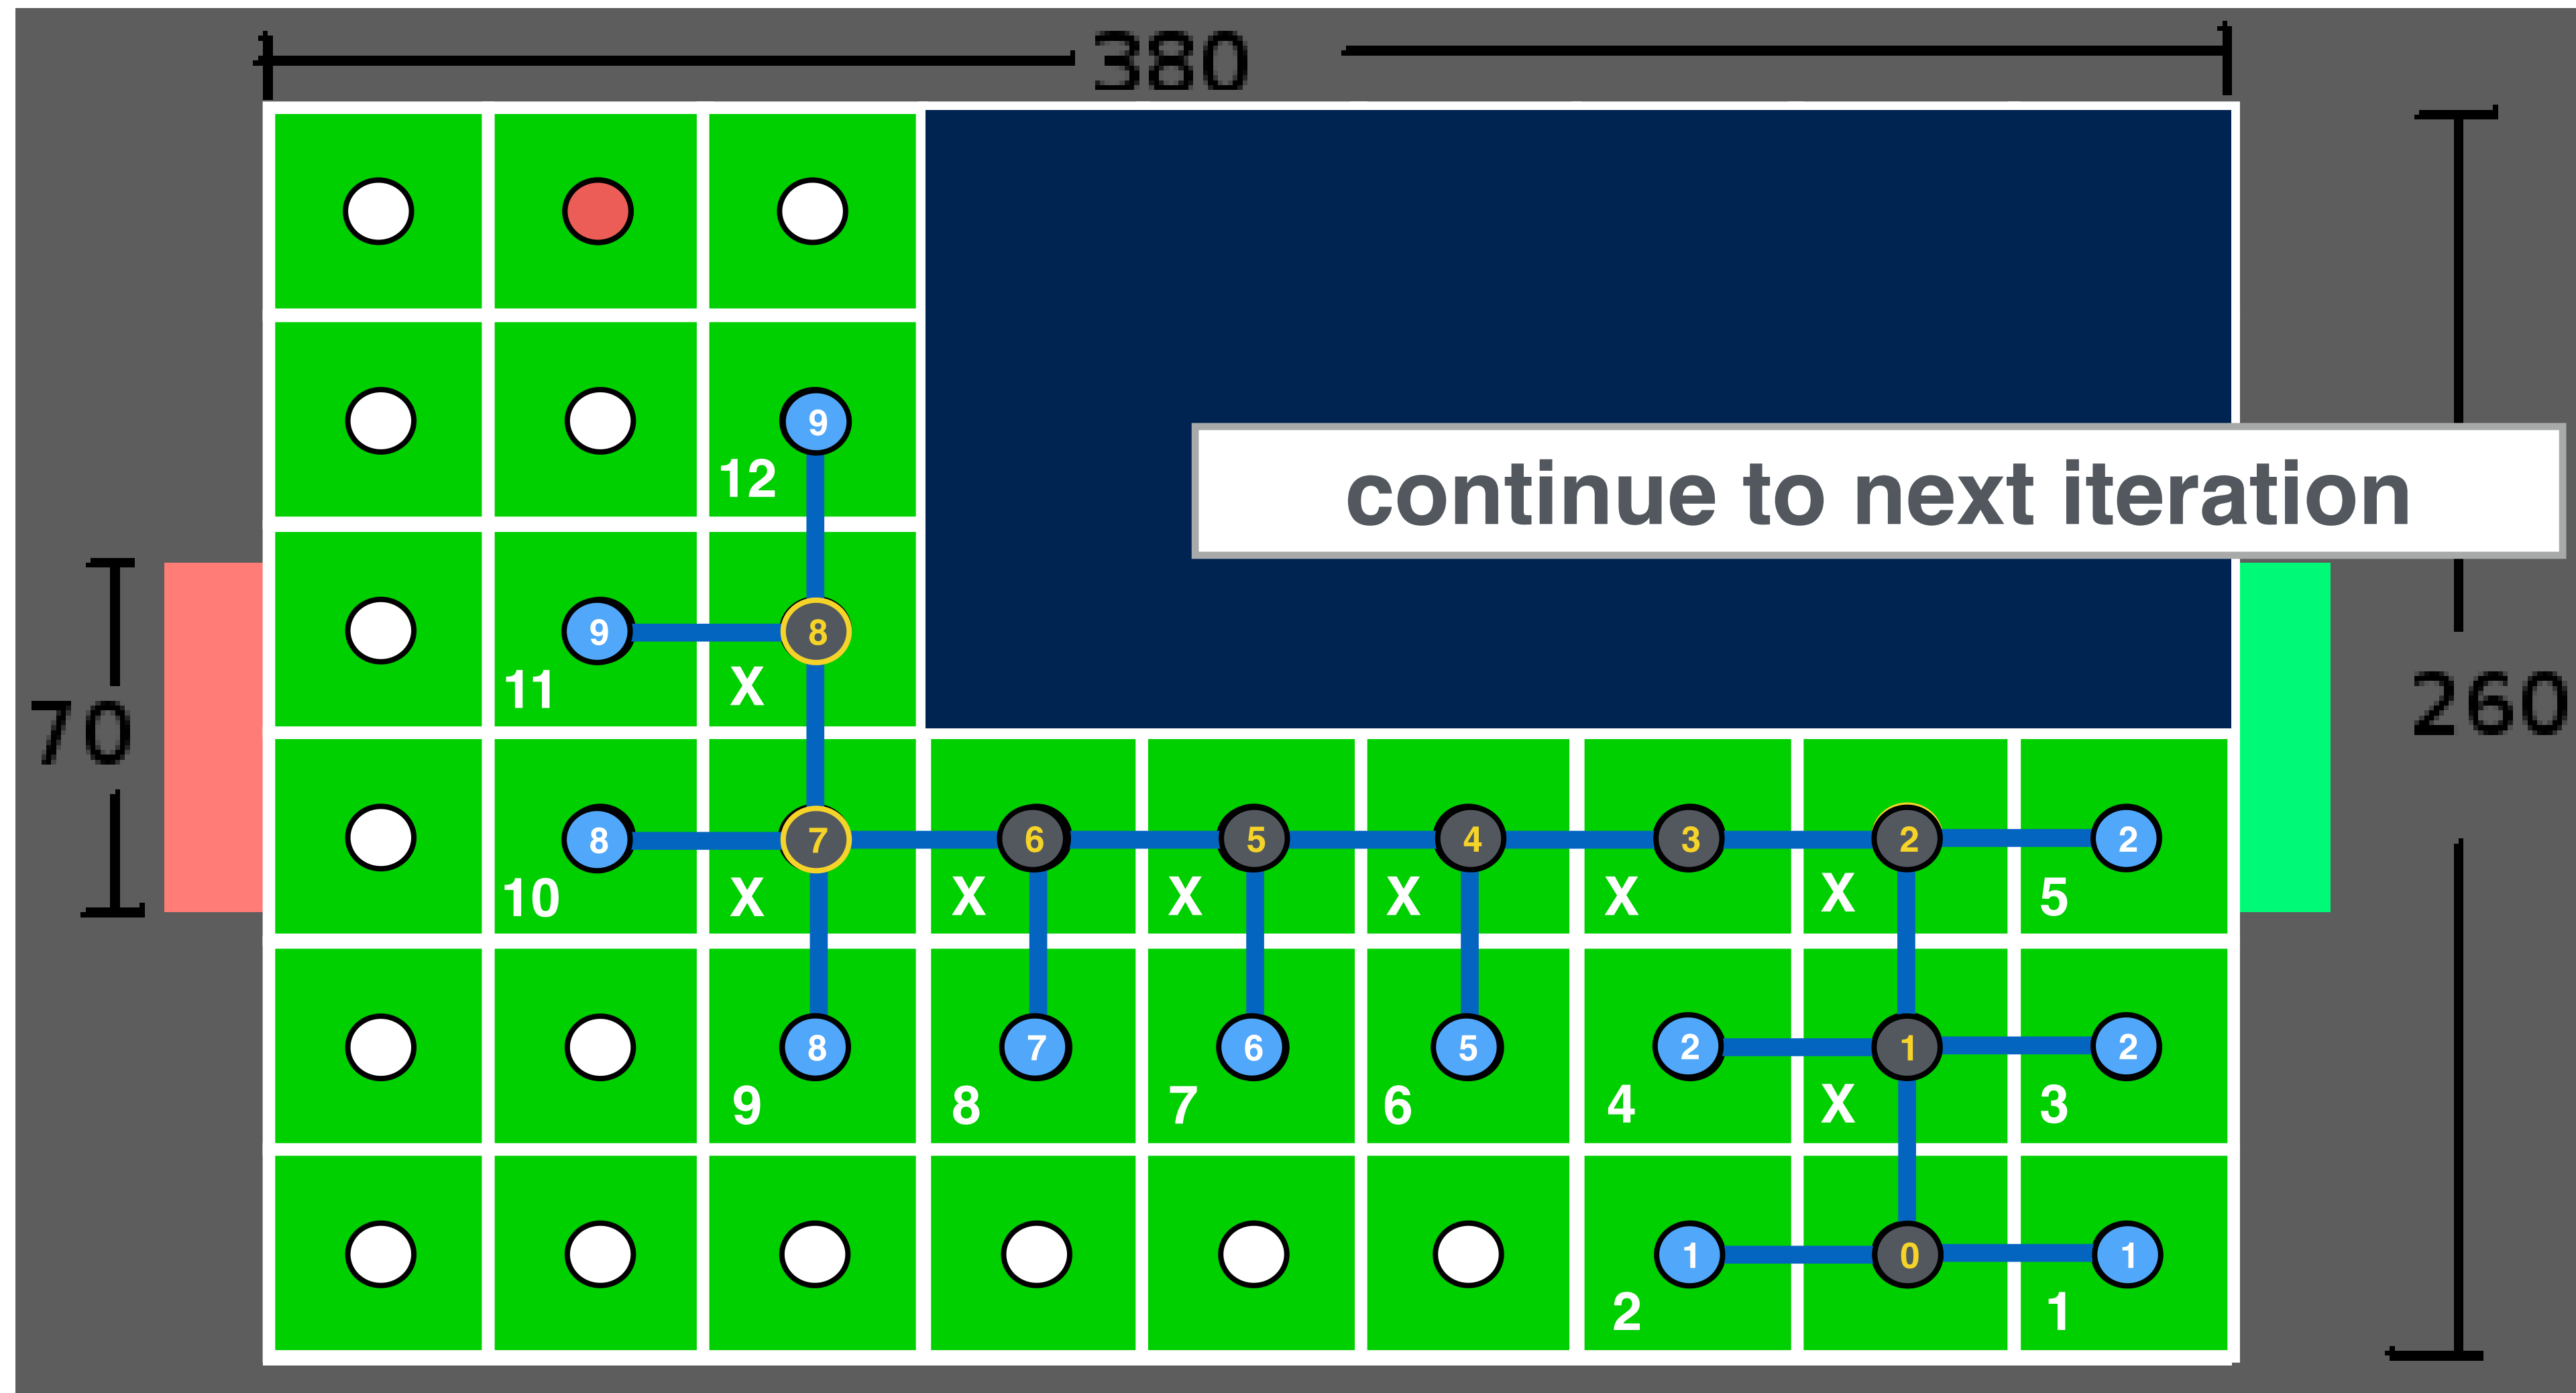 380
9
12
continue to next iteration
9 8
11 X
70
260
8 7 6 5 4 3 2 2
10 X X X X X X 5
8 7 6 5 2 1 2
9 8 7 6 4 X 3
1 0 1
2 1